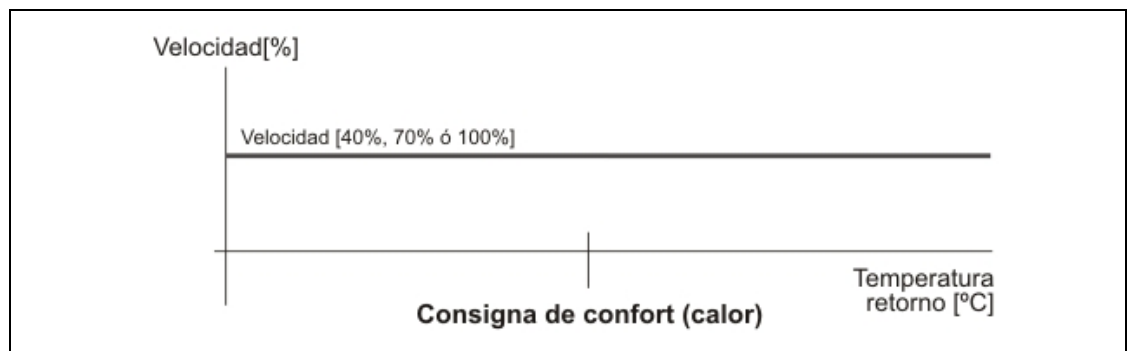 Velocidad[%]
Velocidad [40%, 70% ó 100%]
Temperatura
retorno [ºC]
Consigna de confort (calor)